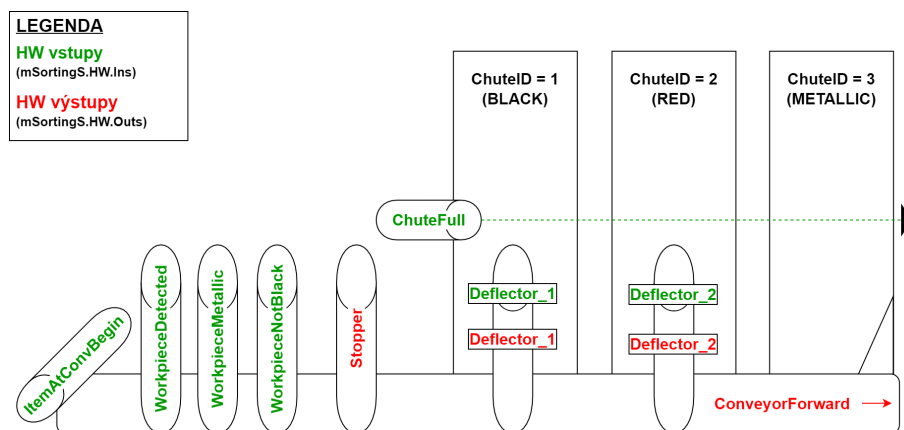 LEGENDA
HW vstupy
(mSortingS.HW.Ins)
HW výstupy
(mSortingS.HW.Outs)
ChuteID = 1
(BLACK)
ChuteID = 2
(RED)
ChuteID = 3
(METALLIC)
ChuteFull
ItemAtConvBegin
WorkpieceDetected
WorkpieceMetallic
WorkpieceNotBlack
Stopper
Deflector_1
Deflector_2
Deflector_1
Deflector_2
ConveyorForward